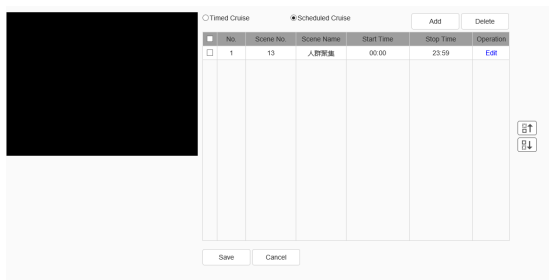 Timed Cruise Scheduled Cruise Add Delete
No. Scene No. Scene Name Start Time Stop Time Operation
1 13 人群聚集 00:00 23:59 Edit
Save Cancel